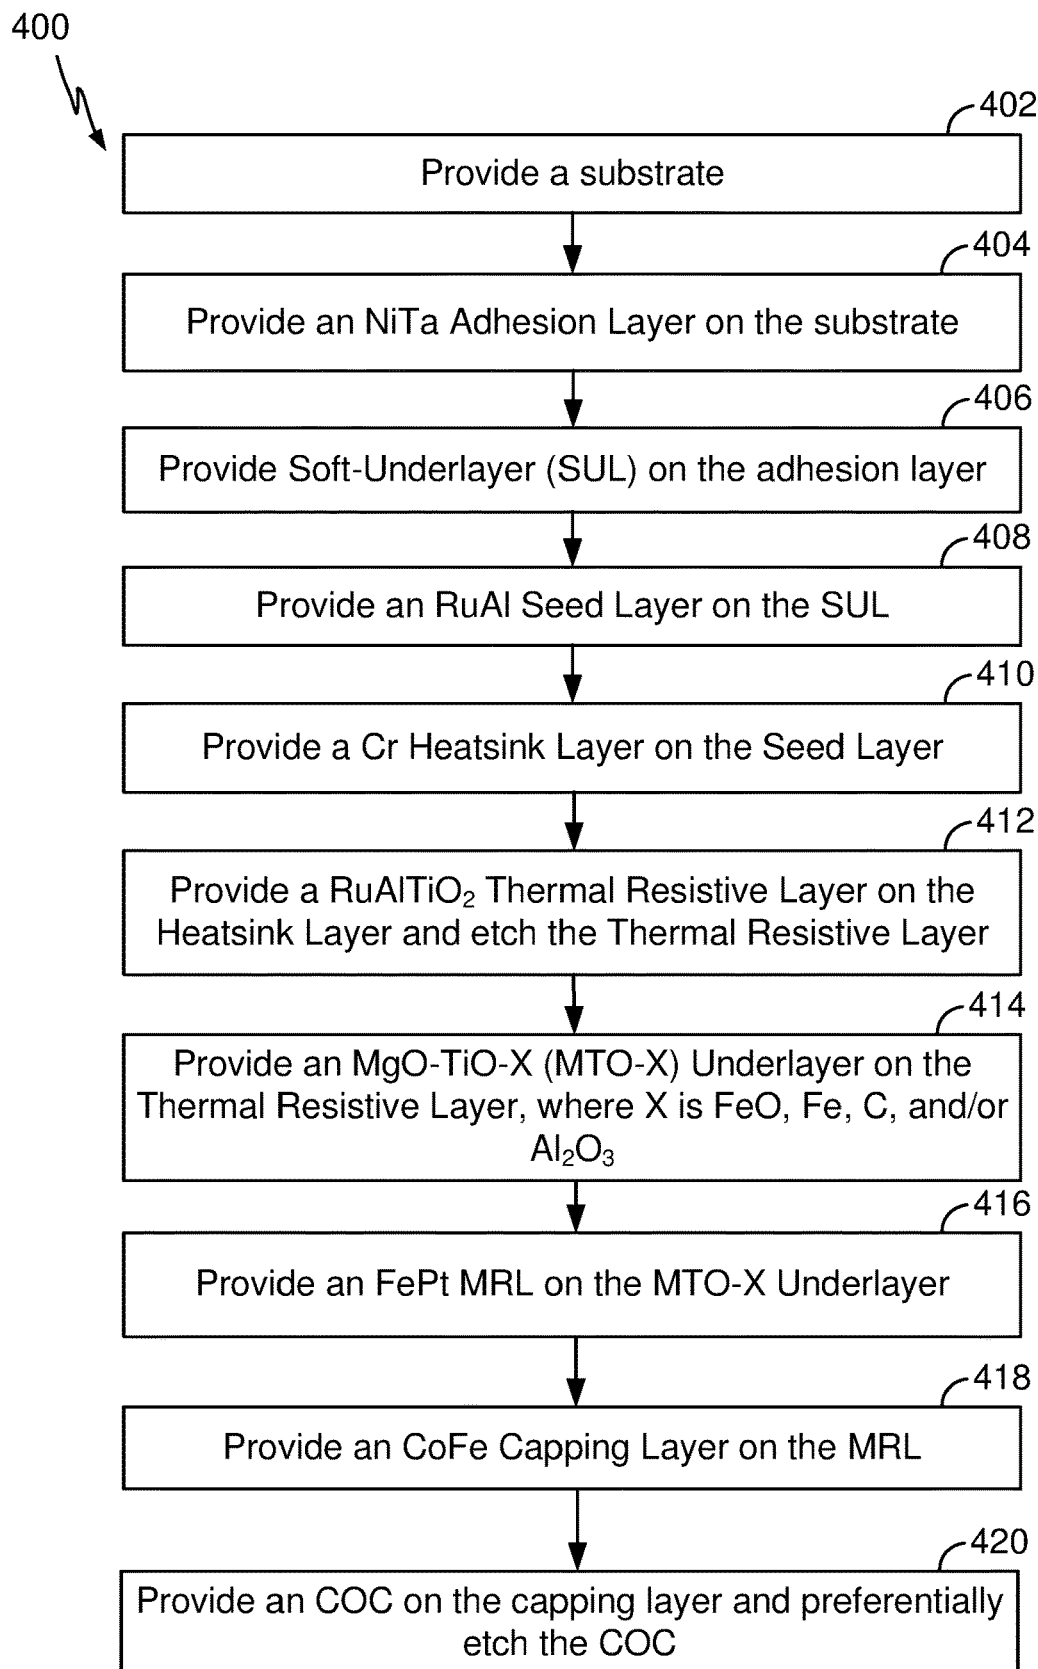 400
402
Provide a substrate
404
Provide an NiTa Adhesion Layer on the substrate
406
Provide Soft-Underlayer (SUL) on the adhesion layer
408
Provide an RuAl Seed Layer on the SUL
410
Provide a Cr Heatsink Layer on the Seed Layer
412
Provide a RuAlTiO₂ Thermal Resistive Layer on the
Heatsink Layer and etch the Thermal Resistive Layer
414
Provide an MgO-TiO-X (MTO-X) Underlayer on the
Thermal Resistive Layer, where X is FeO, Fe, C, and/or
Al₂O₃
416
Provide an FePt MRL on the MTO-X Underlayer
418
Provide an CoFe Capping Layer on the MRL
420
Provide an COC on the capping layer and preferentially
etch the COC